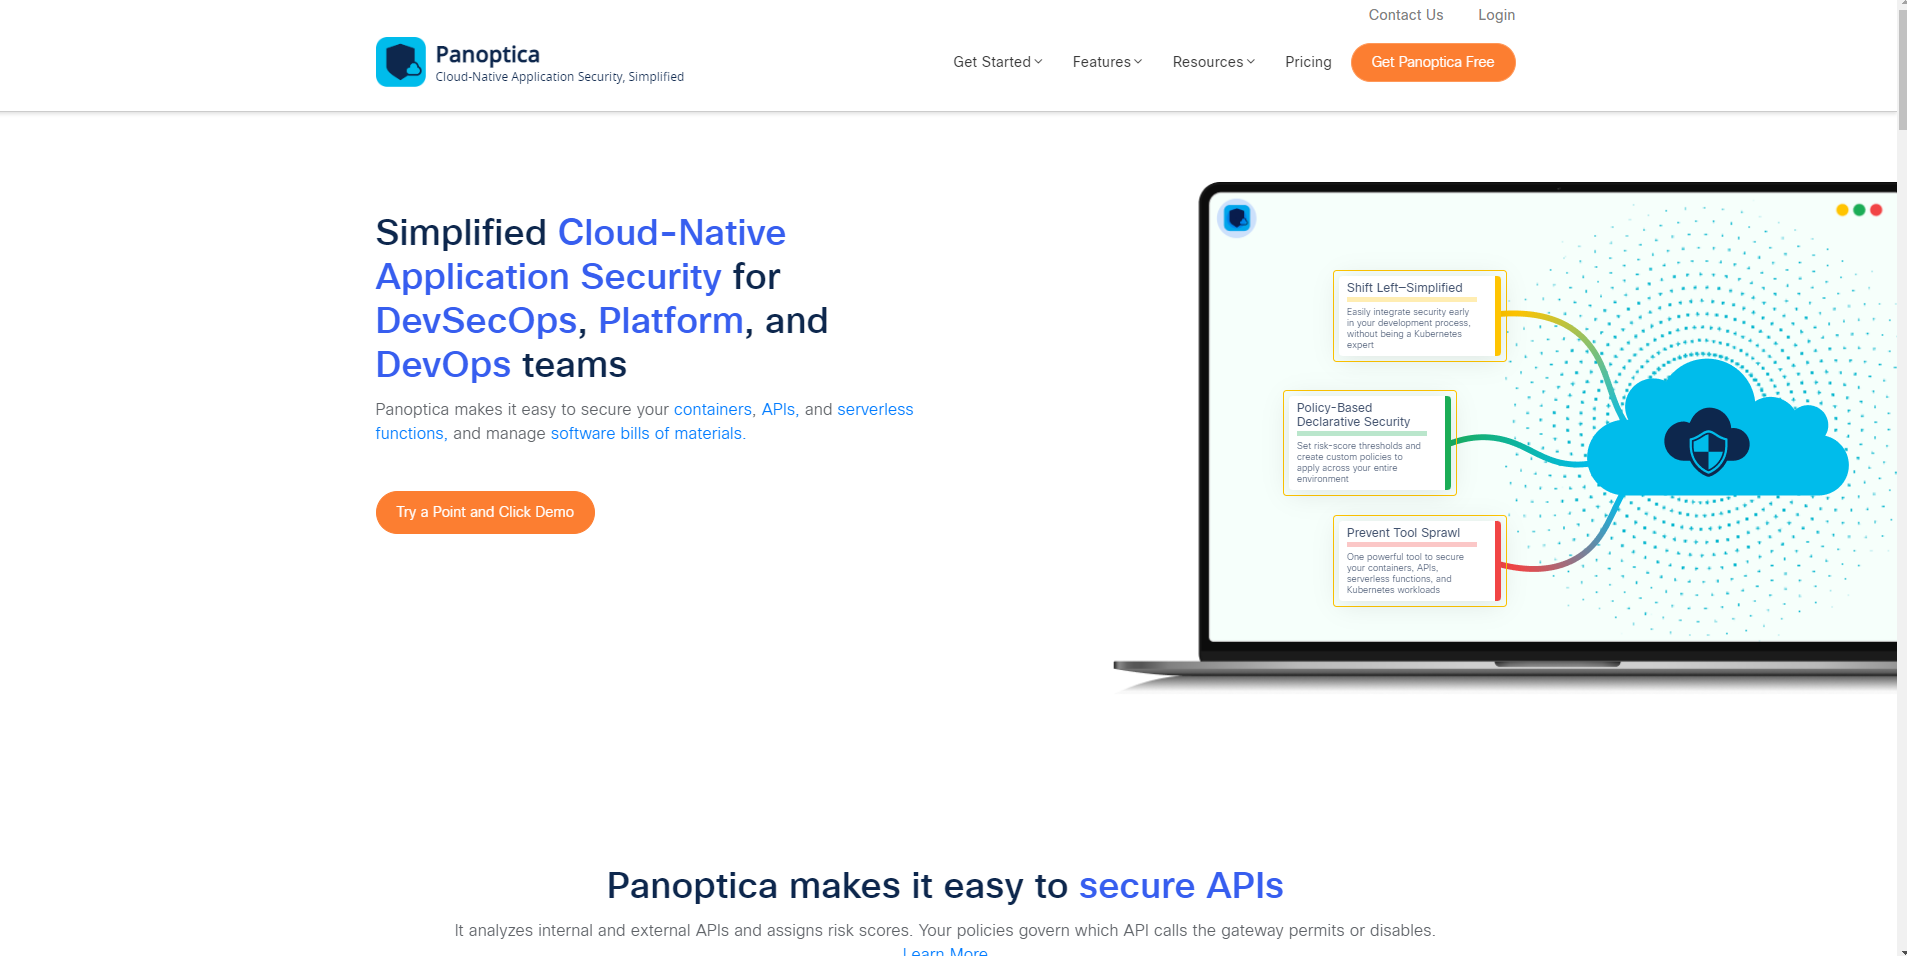 Contact Us Login
Panoptica
Cloud-Native Application Security, Simplified
Get Started Features Resources Pricing Get Panoptica Free
Simplified Cloud-Native
Application Security for
DevSecOps, Platform, and
DevOps teams
Panoptica makes it easy to secure your containers, APIs, and serverless
functions, and manage software bills of materials.
Try a Point and Click Demo
Shift Left—Simplified
Easily integrate security early
in your development process,
without being a Kubernetes
expert
Policy-Based
Declarative Security
Set risk-score thresholds and
create custom policies to
apply across your entire
environment
Prevent Tool Sprawl
One powerful tool to secure
your containers, APIs,
serverless functions, and
Kubernetes workloads
Panoptica makes it easy to secure APIs
It analyzes internal and external APIs and assigns risk scores. Your policies govern which API calls the gateway permits or disables.
Learn More